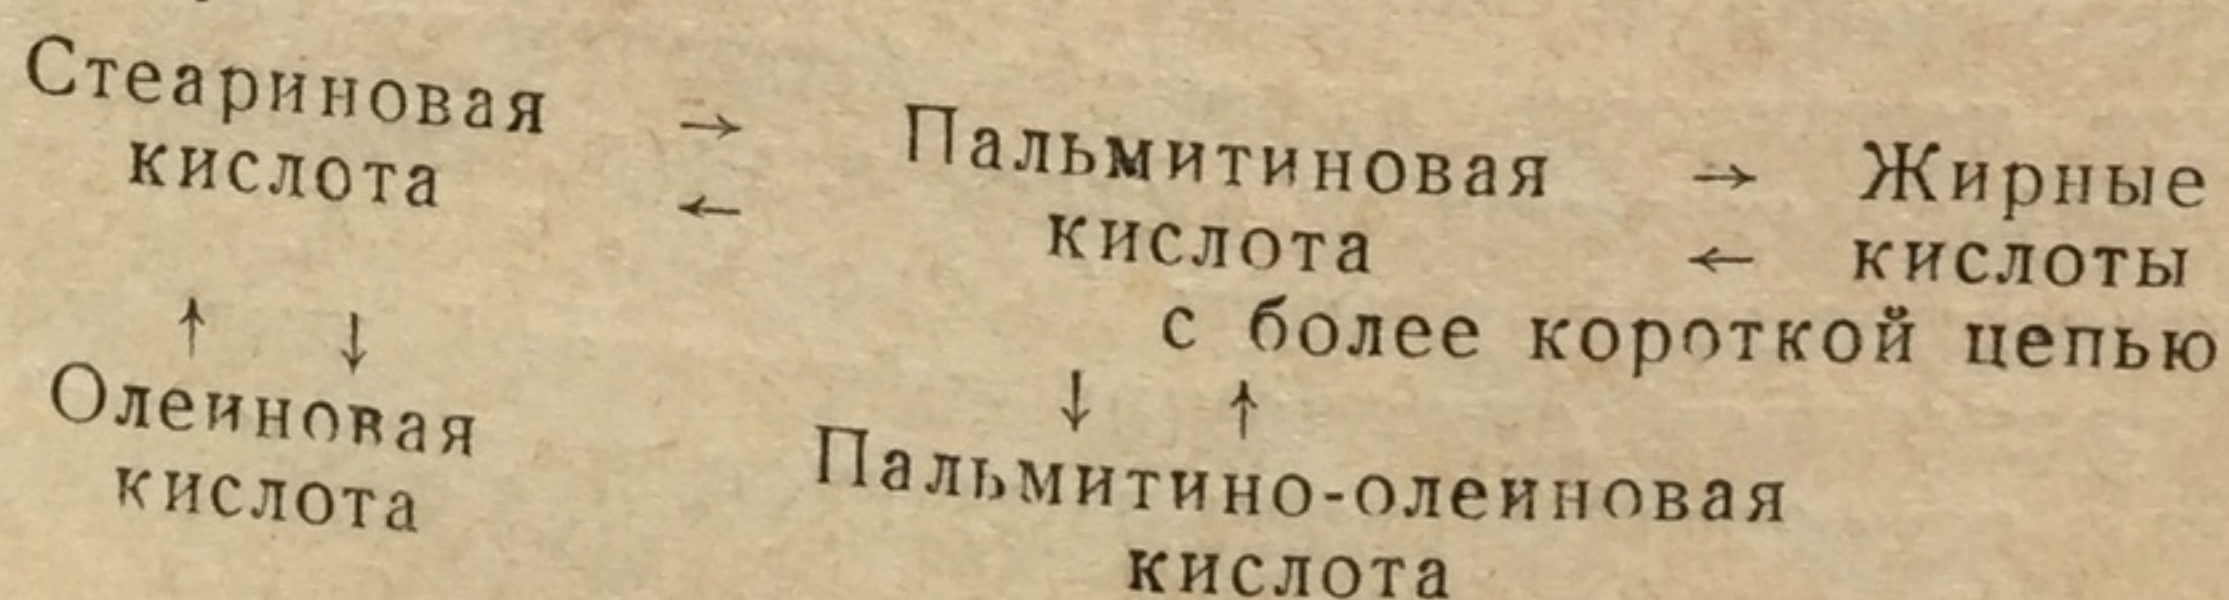 Стеариновая → Пальмитиновая → Жирные
кислота ← кислота ← кислоты
с более короткой цепью
↑ ↓ ↓ ↑
Олеиновая Пальмитино-олеиновая
кислота кислота